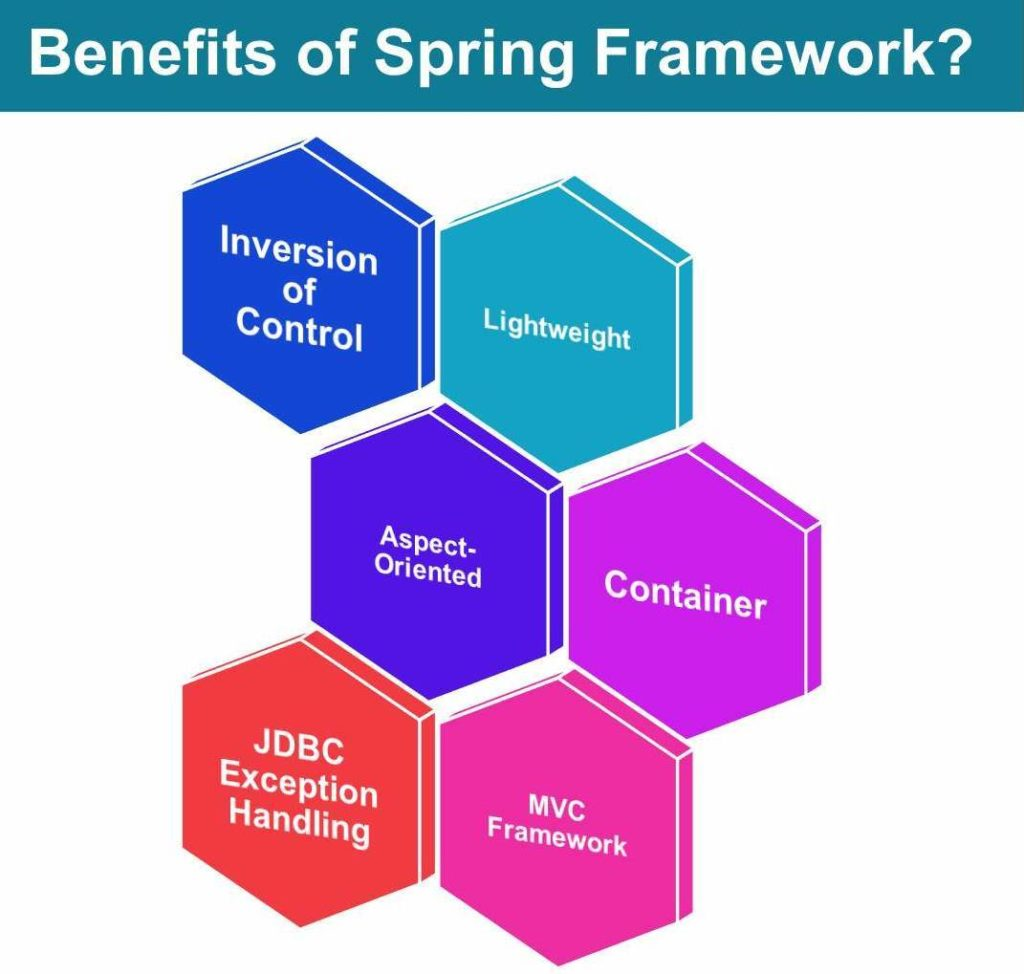 Benefits of Spring Framework?
Inversion
of
Control
Lightweight
Aspect-
Oriented
Container
JDBC
Exception
Handling
MVC
Framework